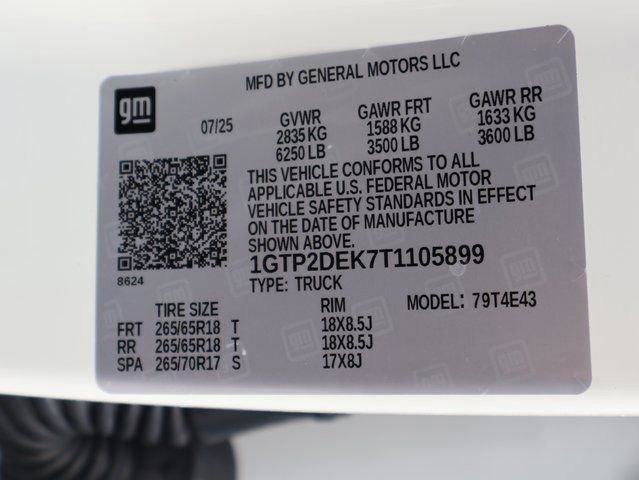 MFD BY GENERAL MOTORS LLC
gm
07/25
GVWR GAWR FRT GAWR RR
2835 KG 1588 KG 1633 KG
6250 LB 3500 LB 3600 LB
THIS VEHICLE CONFORMS TO ALL
APPLICABLE U.S. FEDERAL MOTOR
VEHICLE SAFETY STANDARDS IN EFFECT
ON THE DATE OF MANUFACTURE
SHOWN ABOVE.
8624
1GTP2DEK7T1105899
TYPE: TRUCK
MODEL: 79T4E43
TIRE SIZE RIM
FRT 265/65R18 T 18X8.5J
RR 265/65R18 T 18X8.5J
SPA 265/70R17 S 17X8J